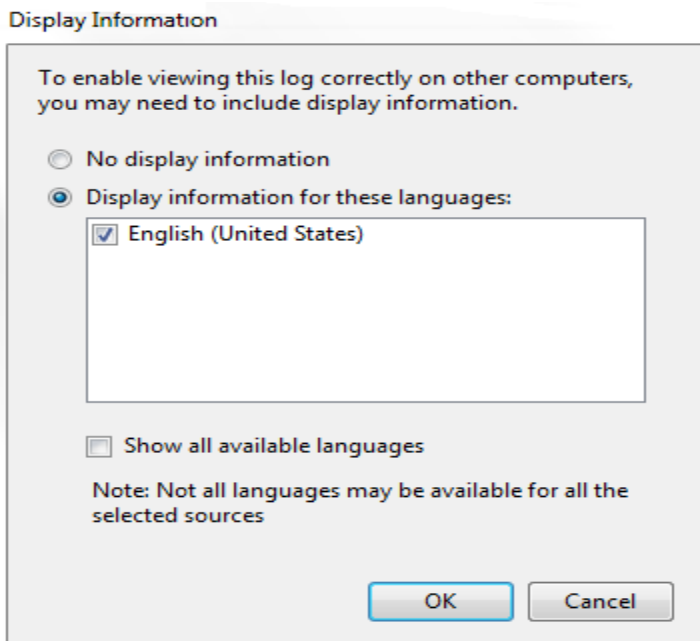 Display Information
To enable viewing this log correctly on other computers,
you may need to include display information.
No display information
Display information for these languages:
English (United States)
Show all available languages
Note: Not all languages may be available for all the
selected sources
OK
Cancel